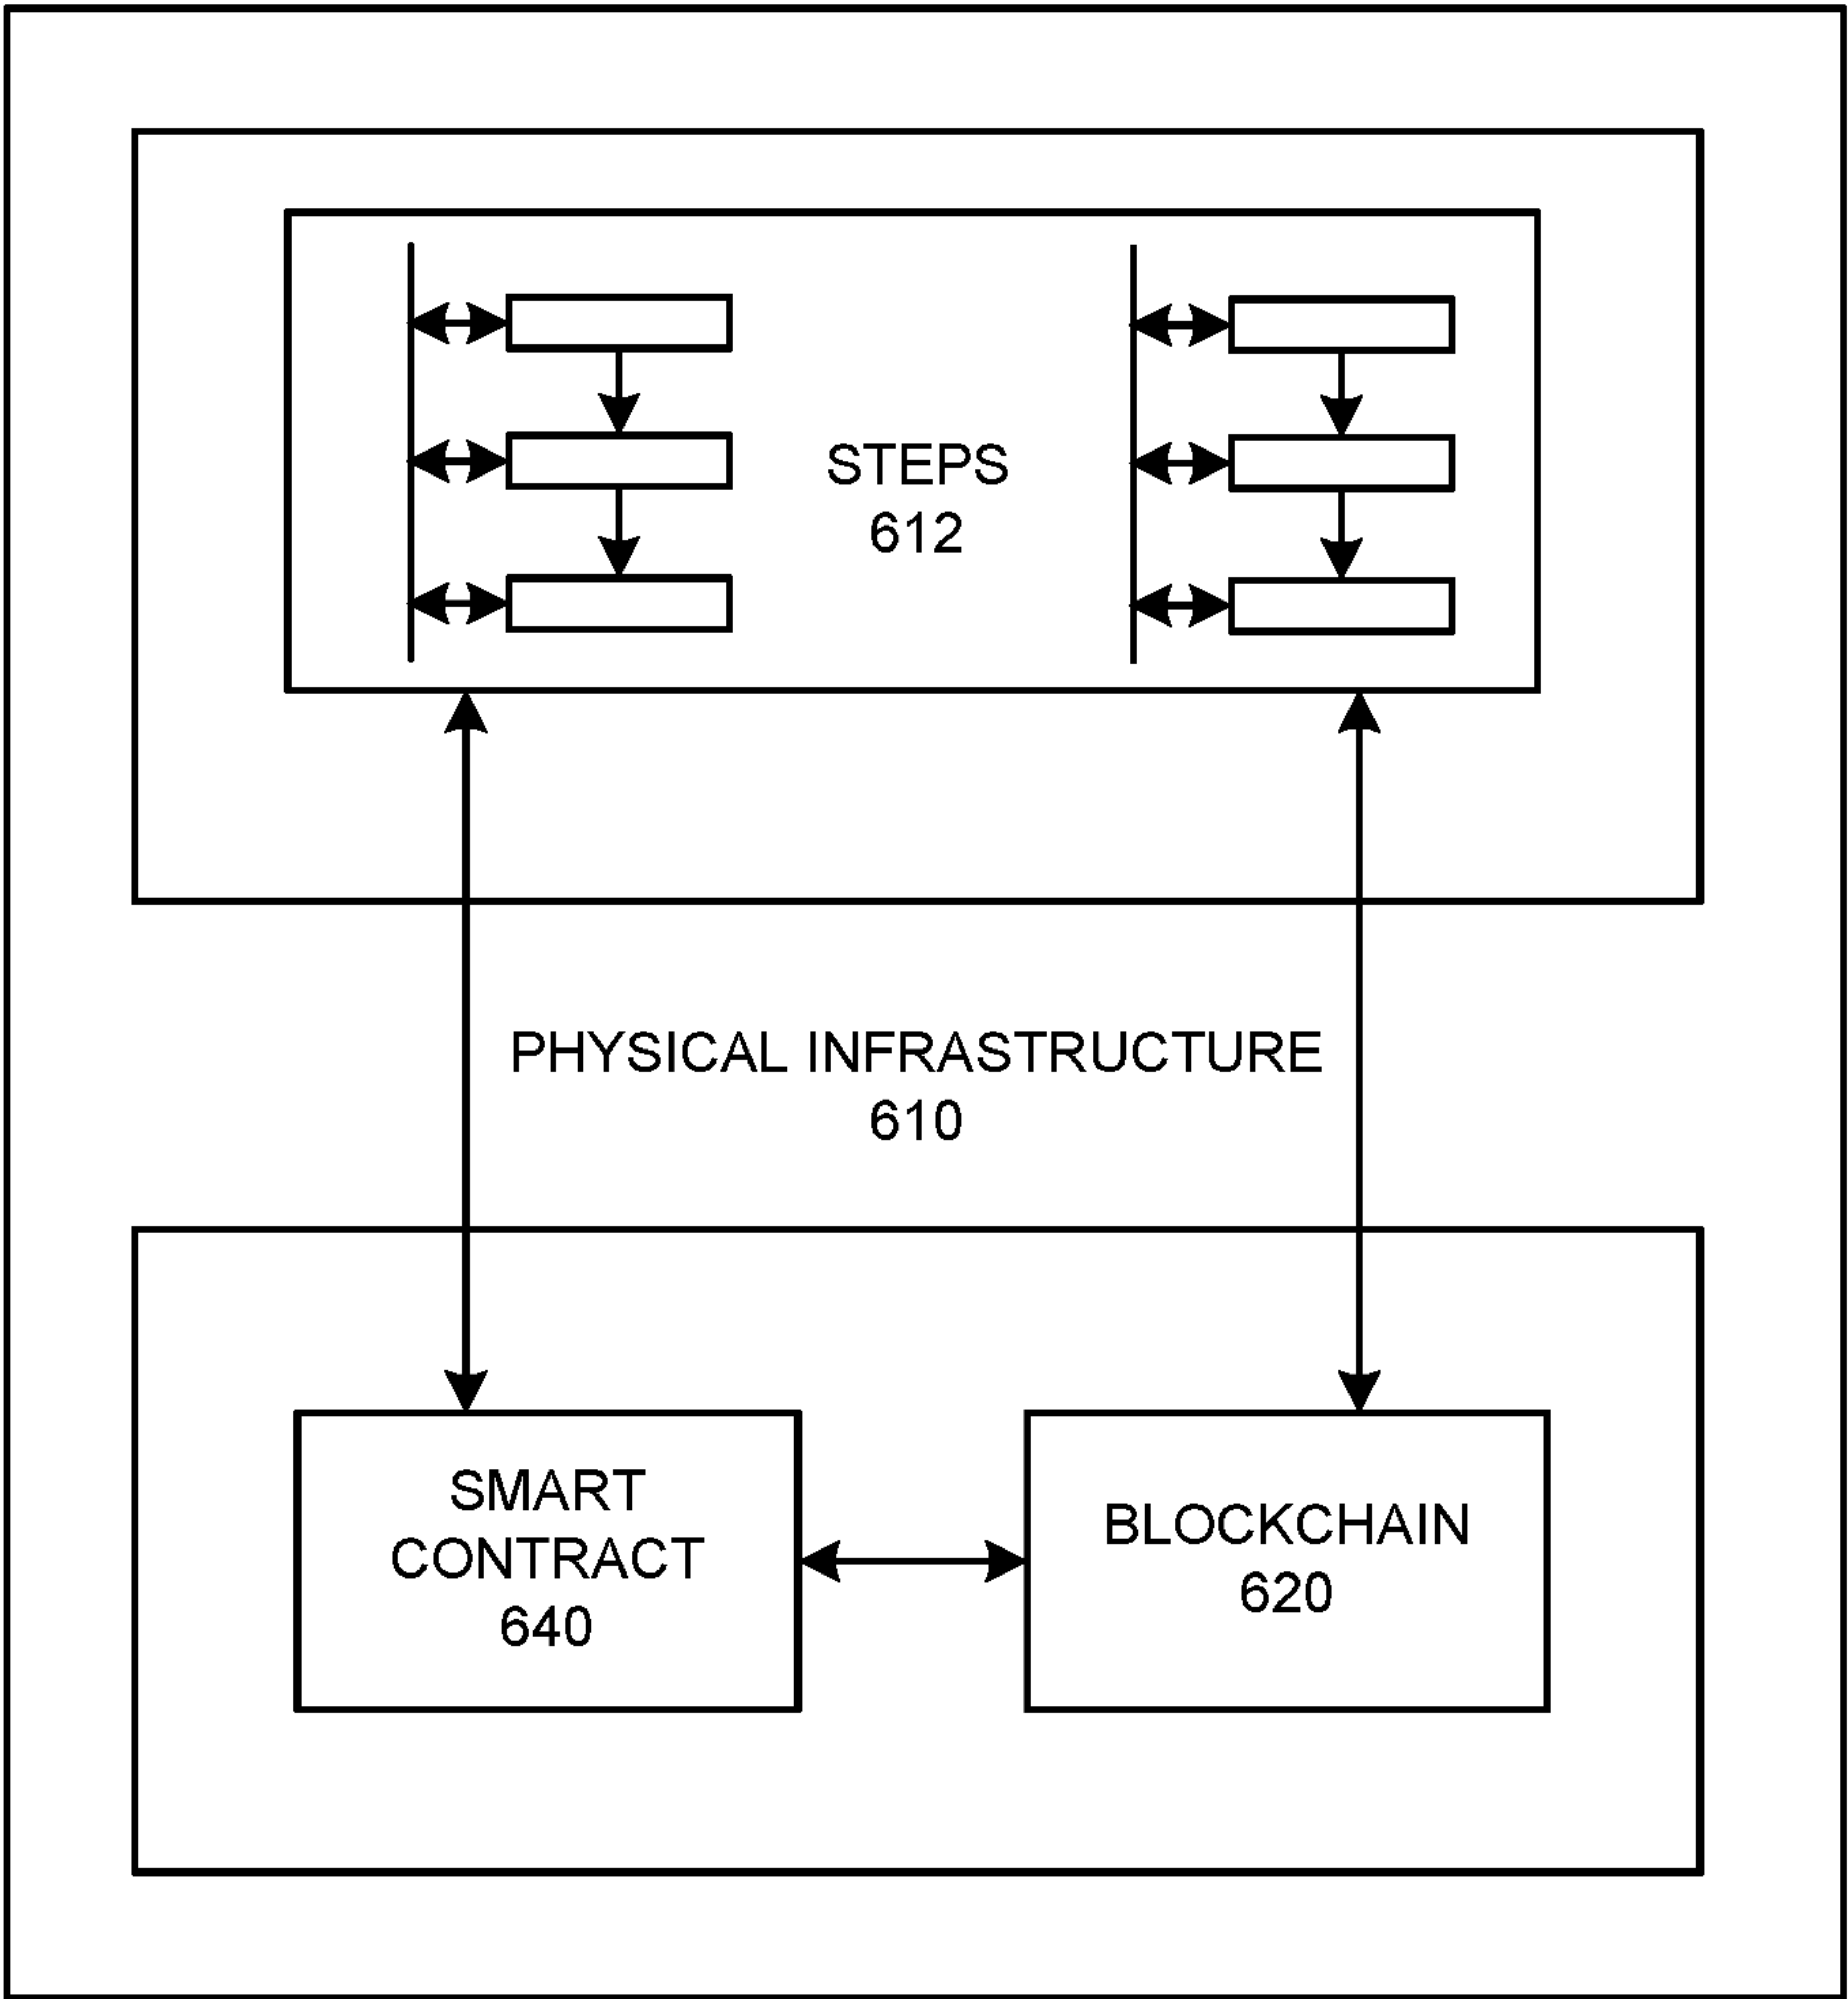 STEPS
612
PHYSICAL INFRASTRUCTURE
610
SMART
CONTRACT
640
BLOCKCHAIN
620